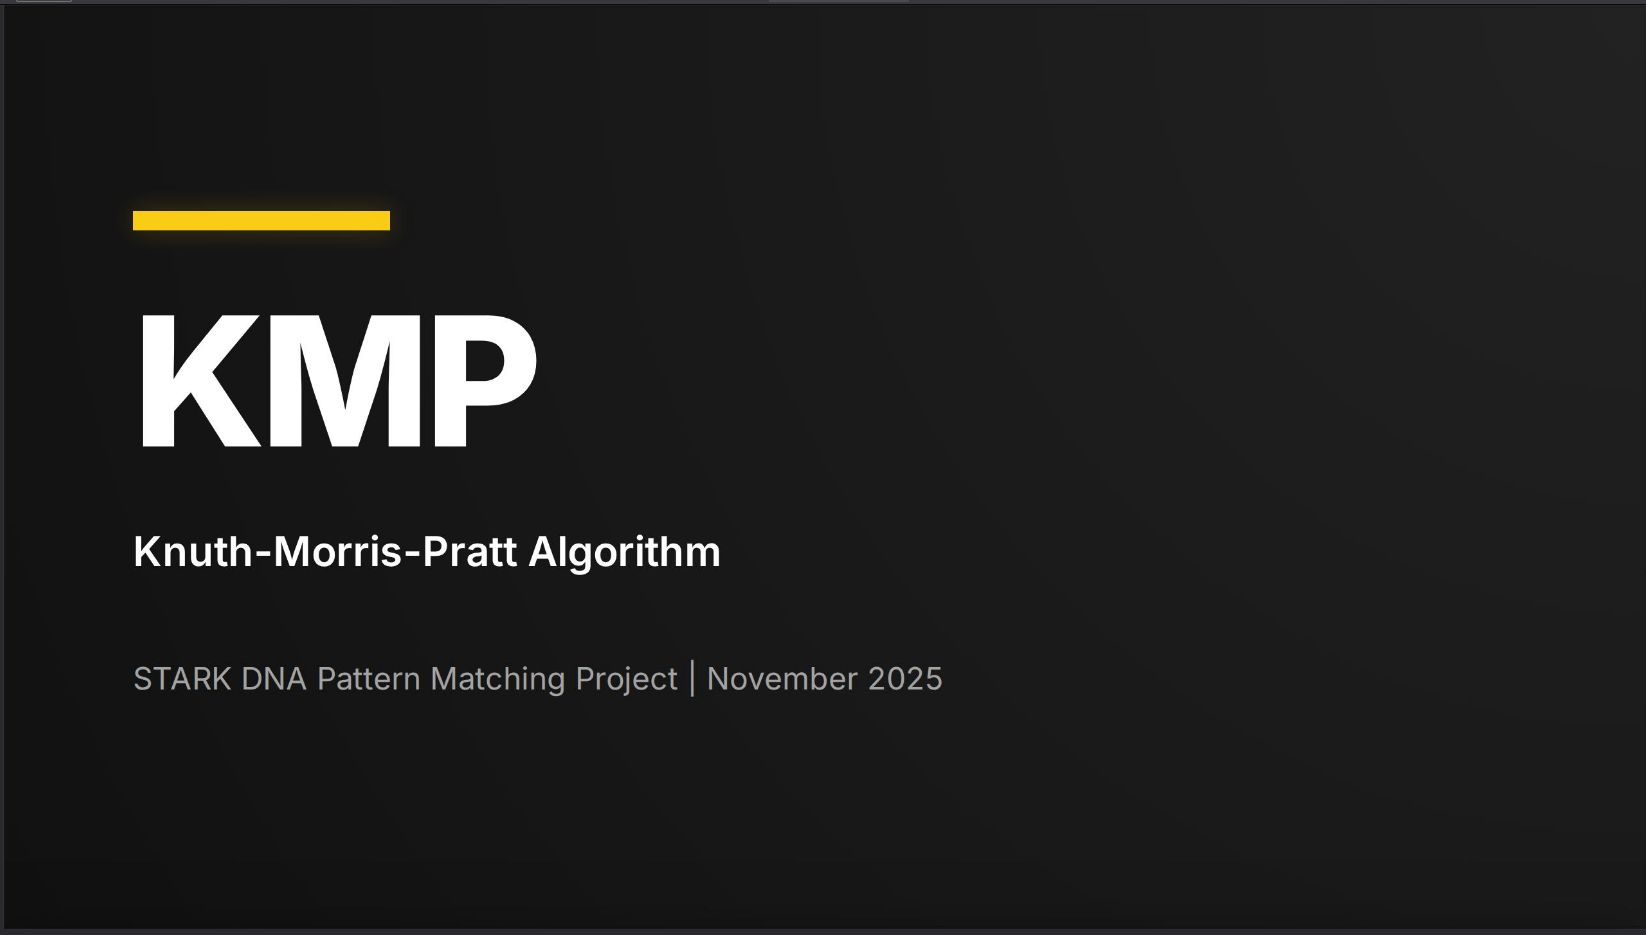 KMP
Knuth-Morris-Pratt Algorithm
STARK DNA Pattern Matching Project | November 2025